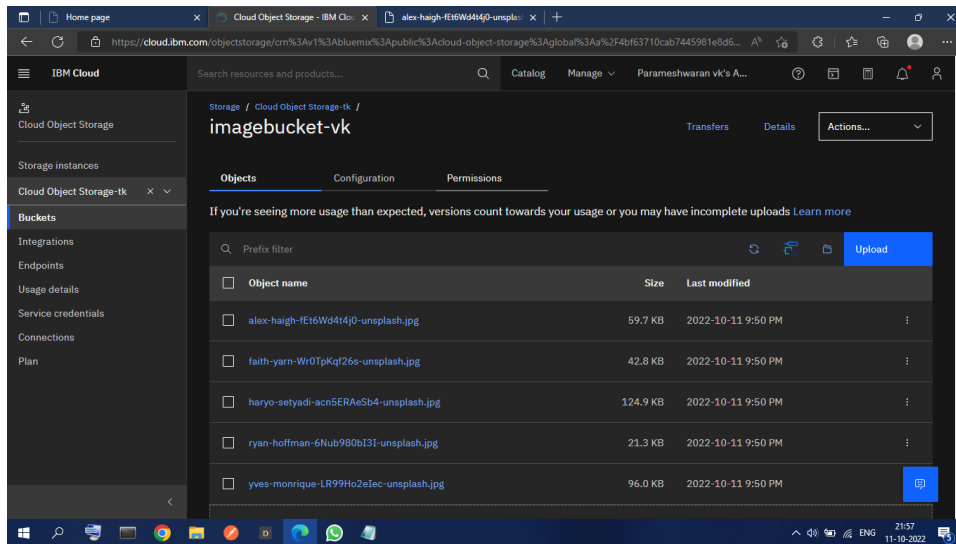 Home page
Cloud Object Storage - IBM Clou
alex-haigh-fEt6Wd4t4j0-unsplas
https://cloud.ibm.com/objectstorage/crn%3Av1%3Abluemix%3Apublic%3Acloud-object-storage%3Aglobal%3Aa%2F4bf63710cab7445981e8d6...
IBM Cloud
Search resources and products...
Catalog
Manage
Parameshwaran vk's A...
Cloud Object Storage
Storage instances
Cloud Object Storage-tk
Buckets
Integrations
Endpoints
Usage details
Service credentials
Connections
Plan
Storage / Cloud Object Storage-tk /
imagebucket-vk
Transfers
Details
Actions...
Objects
Configuration
Permissions
If you're seeing more usage than expected, versions count towards your usage or you may have incomplete uploads Learn more
Prefix filter
Upload
Object name Size Last modified
alex-haigh-fEt6Wd4t4j0-unsplash.jpg 59.7 KB 2022-10-11 9:50 PM
faith-yarn-Wr0TpKqf26s-unsplash.jpg 42.8 KB 2022-10-11 9:50 PM
haryo-setyadi-acn5ERAeSb4-unsplash.jpg 124.9 KB 2022-10-11 9:50 PM
ryan-hoffman-6Nub980bI3I-unsplash.jpg 21.3 KB 2022-10-11 9:50 PM
yves-monrique-LR99Ho2eIec-unsplash.jpg 96.0 KB 2022-10-11 9:50 PM
D
ENG
21:57
11-10-2022
5